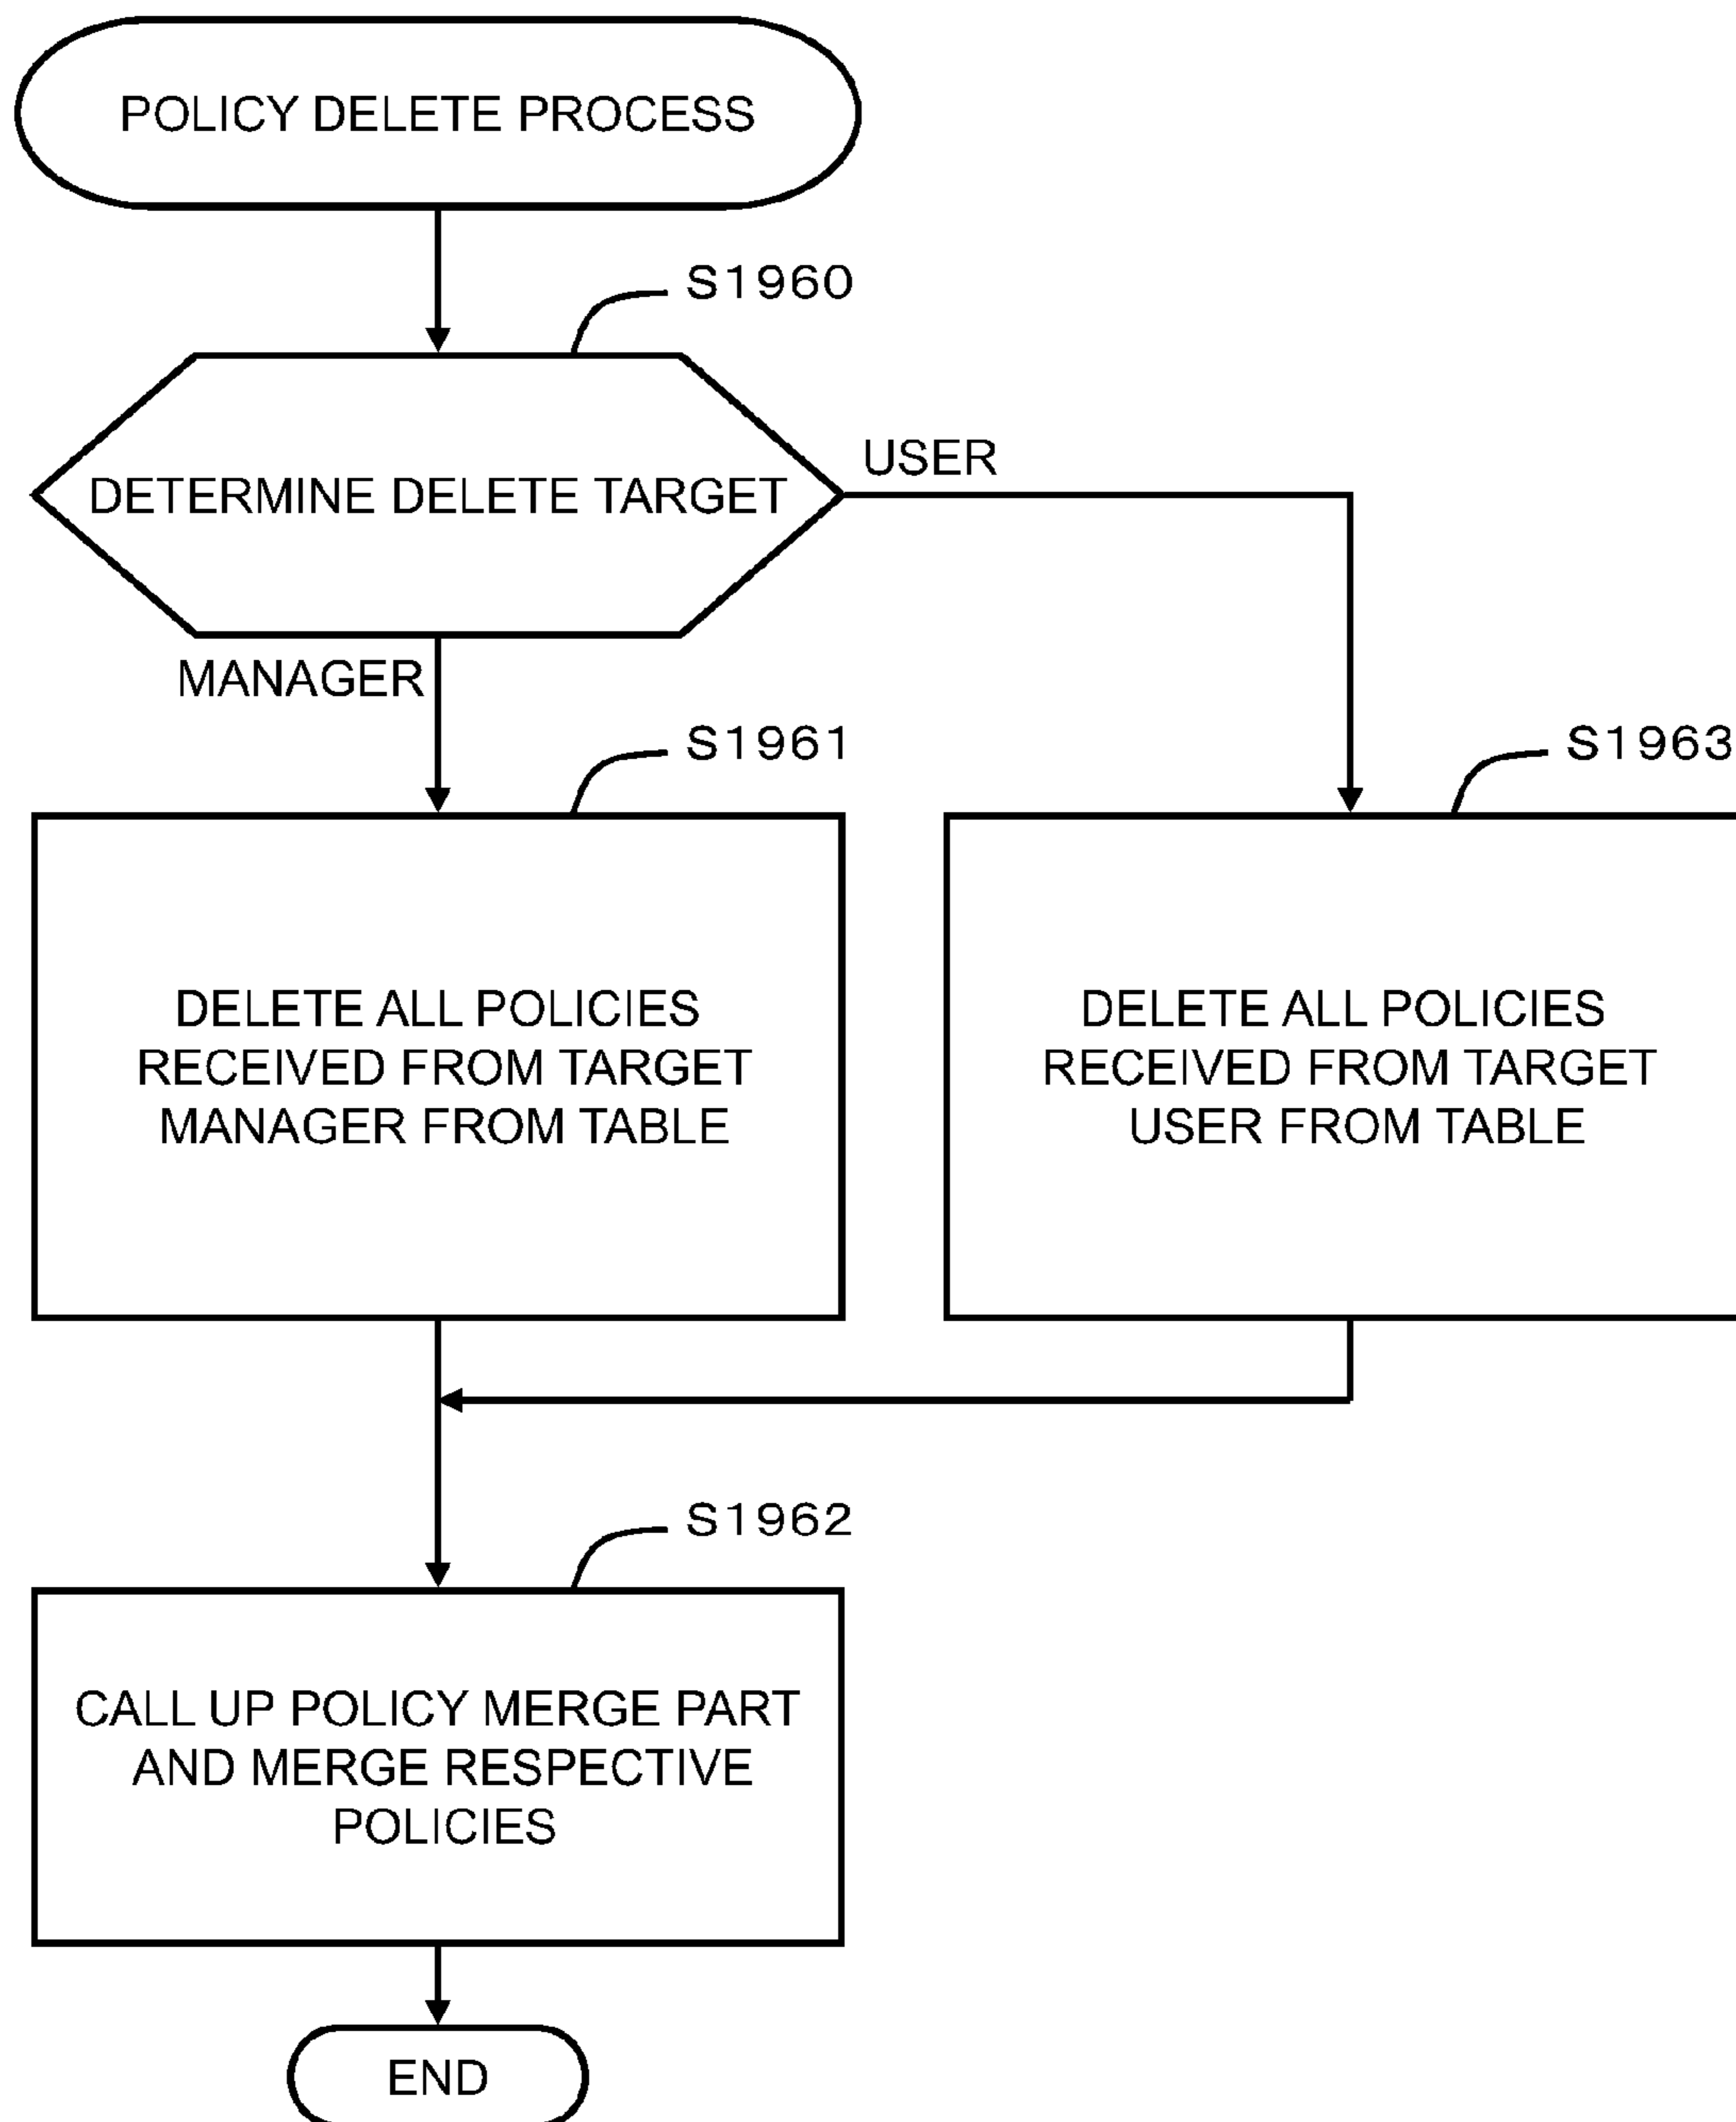 POLICY DELETE PROCESS
S1960
DETERMINE DELETE TARGET
USER
MANAGER
S1961
DELETE ALL POLICIES
RECEIVED FROM TARGET
MANAGER FROM TABLE
S1963
DELETE ALL POLICIES
RECEIVED FROM TARGET
USER FROM TABLE
S1962
CALL UP POLICY MERGE PART
AND MERGE RESPECTIVE
POLICIES
END